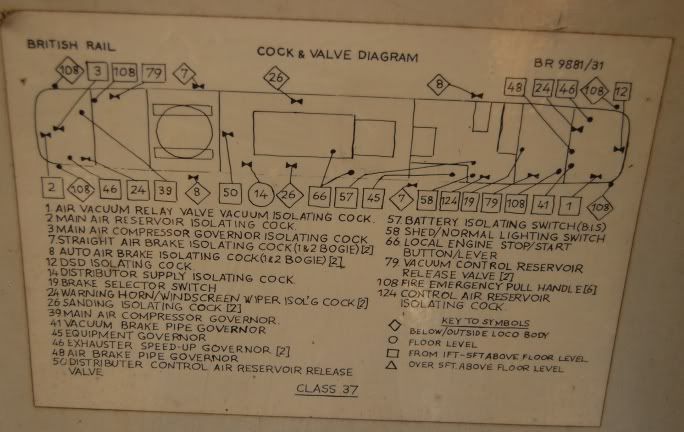 BRITISH RAIL
COCK & VALVE DIAGRAM
BR 9881/31
108 3 108 79 7 26 8 48 24 46 108 12
2 108 46 24 39 8 50 14 26 66 57 45 7 58 124 19 79 108 41 1 108
1 AIR VACUUM RELAY VALVE VACUUM ISOLATING COCK.
2 MAIN AIR RESERVOIR ISOLATING COCK.
3 MAIN AIR COMPRESSOR GOVERNOR ISOLATING COCK
7 STRAIGHT AIR BRAKE ISOLATING COCK (1&2 BOGIE) [2]
8 AUTO AIR BRAKE ISOLATING COCK (1&2 BOGIE) [2]
12 DSD ISOLATING COCK
14 DISTRIBUTOR SUPPLY ISOLATING COCK
19 BRAKE SELECTOR SWITCH
24 WARNING HORN/WINDSCREEN WIPER ISOL'G COCK [2]
26 SANDING ISOLATING COCK [2]
39 MAIN AIR COMPRESSOR GOVERNOR
41 VACUUM BRAKE PIPE GOVERNOR
45 EQUIPMENT GOVERNOR
46 EXHAUSTER SPEED-UP GOVERNOR [2]
48 AIR BRAKE PIPE GOVERNOR
50 DISTRIBUTER CONTROL AIR RESERVOIR RELEASE
VALVE
57 BATTERY ISOLATING SWITCH (B.I.S)
58 SHED/NORMAL LIGHTING SWITCH
66 LOCAL ENGINE STOP/START
BUTTON/LEVER
79 VACUUM CONTROL RESERVOIR
RELEASE VALVE [2]
108 FIRE EMERGENCY PULL HANDLE [6]
124 CONTROL AIR RESERVOIR
ISOLATING COCK
KEY TO SYMBOLS
BELOW/OUTSIDE LOCO BODY
FLOOR LEVEL
FROM 1FT-5FT ABOVE FLOOR LEVEL
OVER 5FT. ABOVE FLOOR LEVEL
CLASS 37